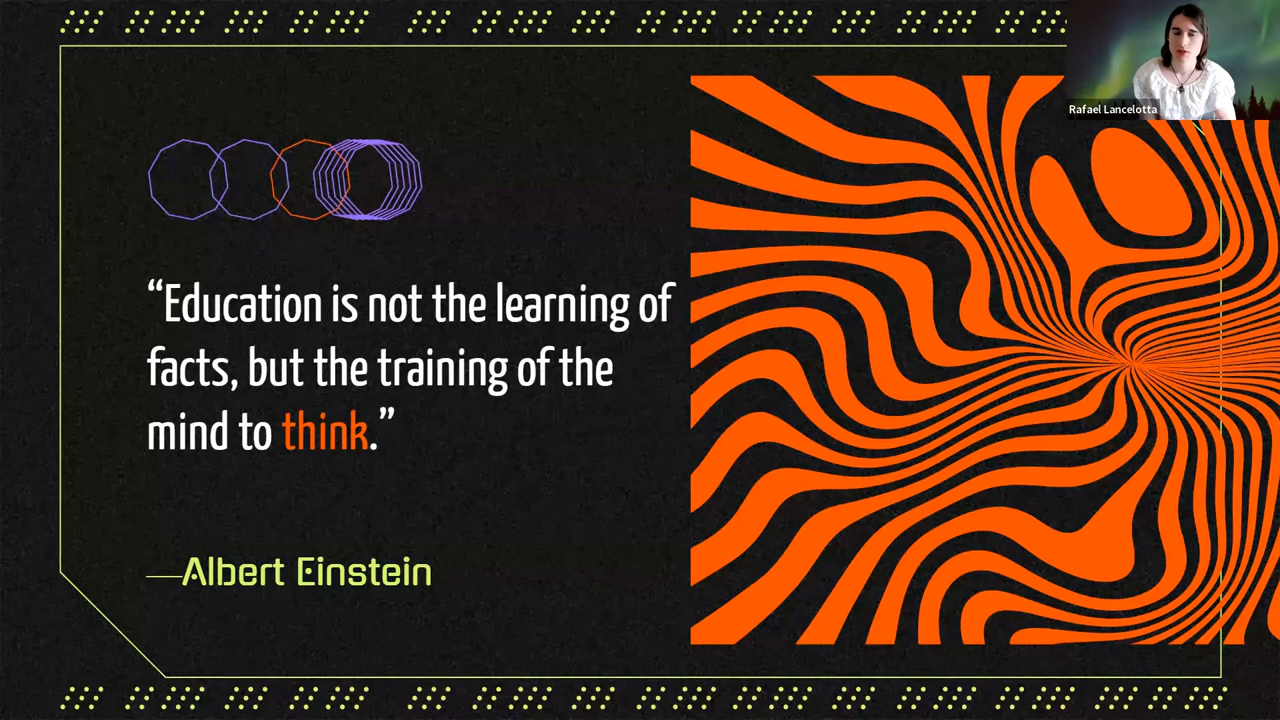 Rafael Lancelotta
“Education is not the learning of
facts, but the training of the
mind to think.”
—Albert Einstein